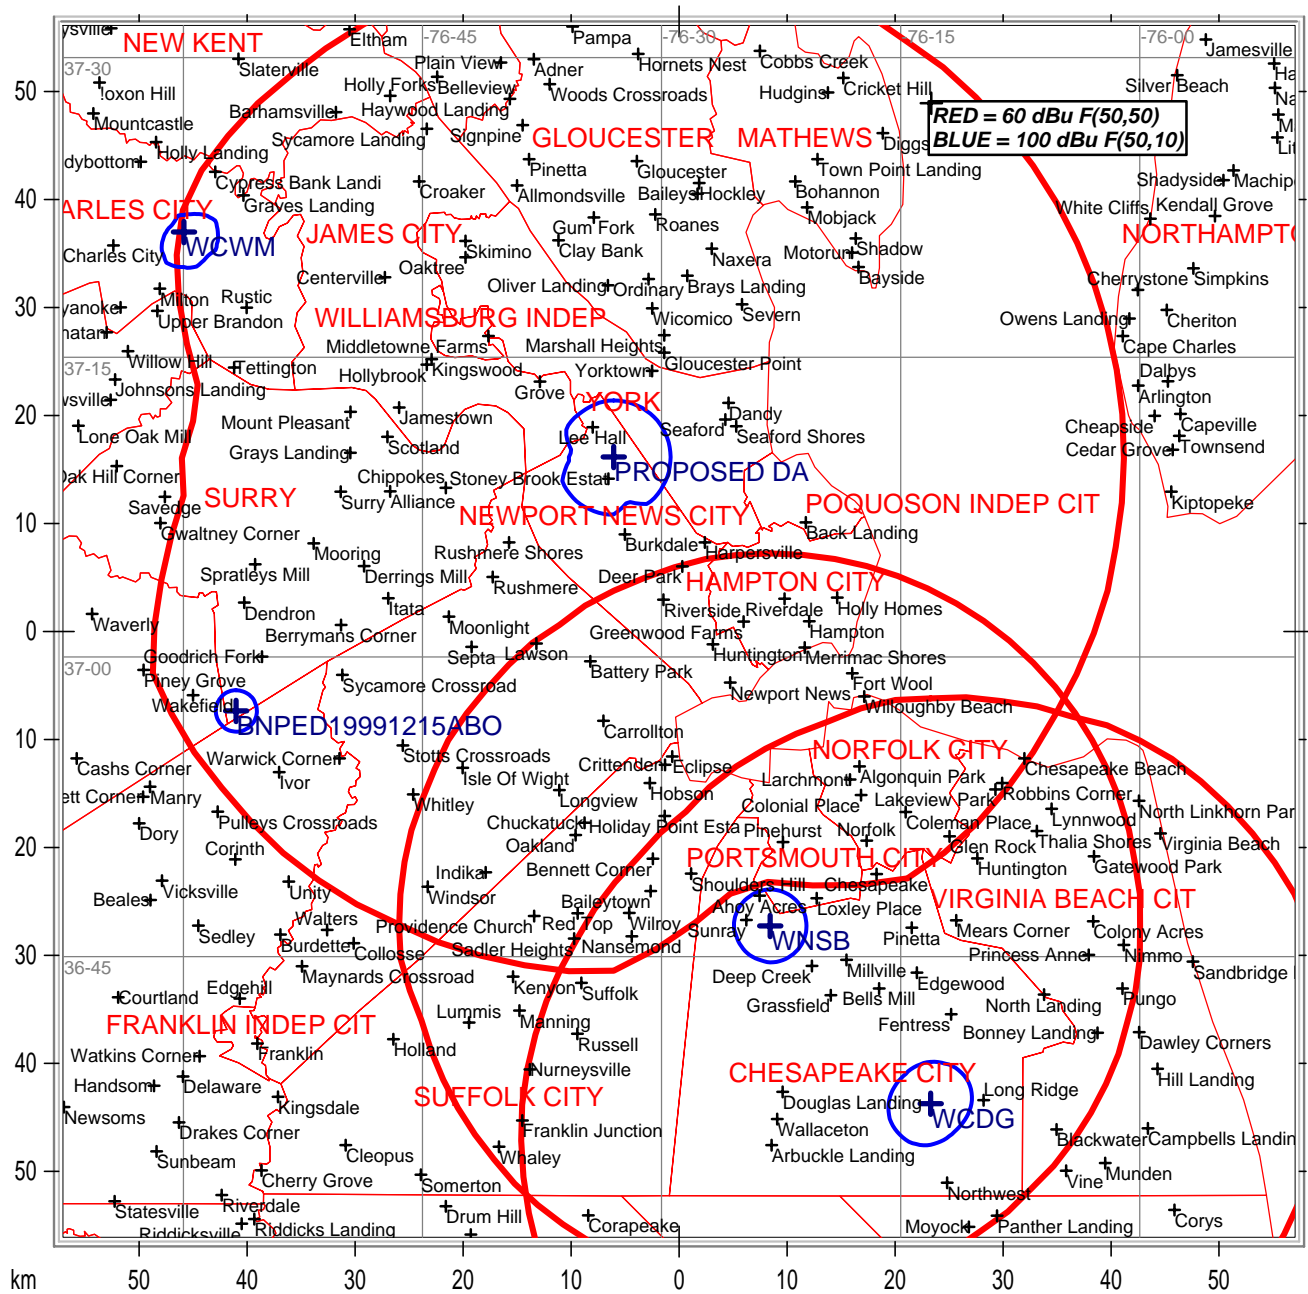 ysville
Eltham
Pampa
NEW KENT
-76-45
-76-30
-76-15
-76-00
Jamesville
Slaterville
Plain View
Adner
Hornets Nest
Cobbs Creek
37-30
Holly Forks
Belleview
Woods Crossroads
Hudgins
Cricket Hill
Silver Beach
Ha
Na
50
!oxon Hill
Barhamsville
Haywood Landing
RED = 60 dBu F(50,50)
BLUE = 100 dBu F(50,10)
Mountcastle
Sycamore Landing
Signpine
GLOUCESTER
MATHEWS
Diggs
M
Lit
Holly Landing
dybottom
Pinetta
Gloucester
Town Point Landing
Cypress Bank Landi
Croaker
Allmondsville
Baileys
Hockley
Bohannon
Shadyside
Machip
40
Graves Landing
White Cliffs
Kendall Grove
ARLES CITY
JAMES CITY
Gum Fork
Roanes
Mobjack
NORTHAMPTO
WCWM
Charles City
Skimino
Clay Bank
Naxera
Motorun
Shadow
Centerville
Oaktree
Bayside
Cherrystone
Simpkins
Oliver Landing
Ordinary
Brays Landing
30
yanoke
Milton
Rustic
Upper Brandon
WILLIAMSBURG INDEP
Wicomico
Severn
Owens Landing
Cheriton
natan
Middletowne Farms
Marshall Heights
Cape Charles
Willow Hill
37-15
Tettington
Hollybrook
Kingswood
Yorktown
Gloucester Point
Dalbys
Johnsons Landing
Grove
Arlington
wsville
YORK
20
Mount Pleasant
Jamestown
Dandy
Lone Oak Mill
Scotland
Lee Hall
Seaford
Seaford Shores
Cheapside
Capeville
Townsend
Grays Landing
Cedar Grove
Oak Hill Corner
Chippokes
Stoney Brook Esta
PROPOSED DA
SURRY
Savedge
Surry
Alliance
POQUOSON INDEP CIT
Kiptopeke
10
NEWPORT NEWS CITY
Gwaltney Corner
Mooring
Rushmere Shores
Burkdale
Harpersville
Back Landing
Spratleys Mill
Derrings Mill
Rushmere
Deer Park
HAMPTON CITY
Dendron
Itata
Riverside
Riverdale
Holly Homes
Waverly
Berrymans Corner
Moonlight
Greenwood Farms
Hampton
0
37-00
Goodrich Fork
Septa
Lawson
Huntington
Merrimac Shores
Piney Grove
Sycamore Crossroad
Battery Park
Newport News
Fort Wool
Wakefield
Willoughby Beach
BNPED19991215ABO
Carrollton
10
Cashs Corner
Warwick Corner
Ivor
Stotts Crossroads
Isle Of Wight
Crittenden
Eclipse
NORFOLK CITY
Larchmont
Algonquin Park
Chesapeake Beach
ett Corner
Manry
Whitley
Longview
Hobson
Colonial Place
Lakeview Park
Robbins Corner
North Linkhorn Par
Dory
Pulleys Crossroads
Chuckatuck
Holiday Point Esta
Pinehurst
Norfolk
Coleman Place
Lynnwood
20
Corinth
Oakland
PORTSMOUTH CITY
Glen Rock
Thalia Shores
Virginia Beach
Indika
Bennett Corner
Huntington
Gatewood Park
Beales
Vicksville
Unity
Windsor
Shoulders Hill
Chesapeake
VIRGINIA BEACH CIT
Walters
Baileytown
Ahoy Acres
Loxley Place
Sedley
Burdette
Providence Church
Red Top
Wilroy
Sunray
WNSB
Pinetta
Mears Corner
Colony Acres
30
Collosse
Sadler Heights
Nansemond
Princess Anne
Nimmo
36-45
Maynards Crossroad
Deep Creek
Millville
Sandbridge
Courtland
Edgehill
Kenyon
Suffolk
Grassfield
Bells Mill
Edgewood
North Landing
Pungo
FRANKLIN INDEP CIT
Lummis
Manning
Fentress
Bonney Landing
Watkins Corner
Franklin
Holland
Russell
Dawley Corners
40
Handsom
Delaware
Nurneysville
CHESAPEAKE CITY
Hill Landing
Newsoms
Kingsdale
SUFFOLK CITY
Douglas Landing
Long Ridge
WCDG
Drakes Corner
Franklin Junction
Wallaceton
Blackwater
Campbells Landin
Sunbeam
Cleopus
Whaley
Arbuckle Landing
50
Cherry Grove
Somerton
Vine
Munden
Northwest
Statesville
Riverdale
Drum Hill
Corapeake
Moyock
Panther Landing
Corys
Riddicksville
Riddicks Landing
km
50
40
30
20
10
0
10
20
30
40
50